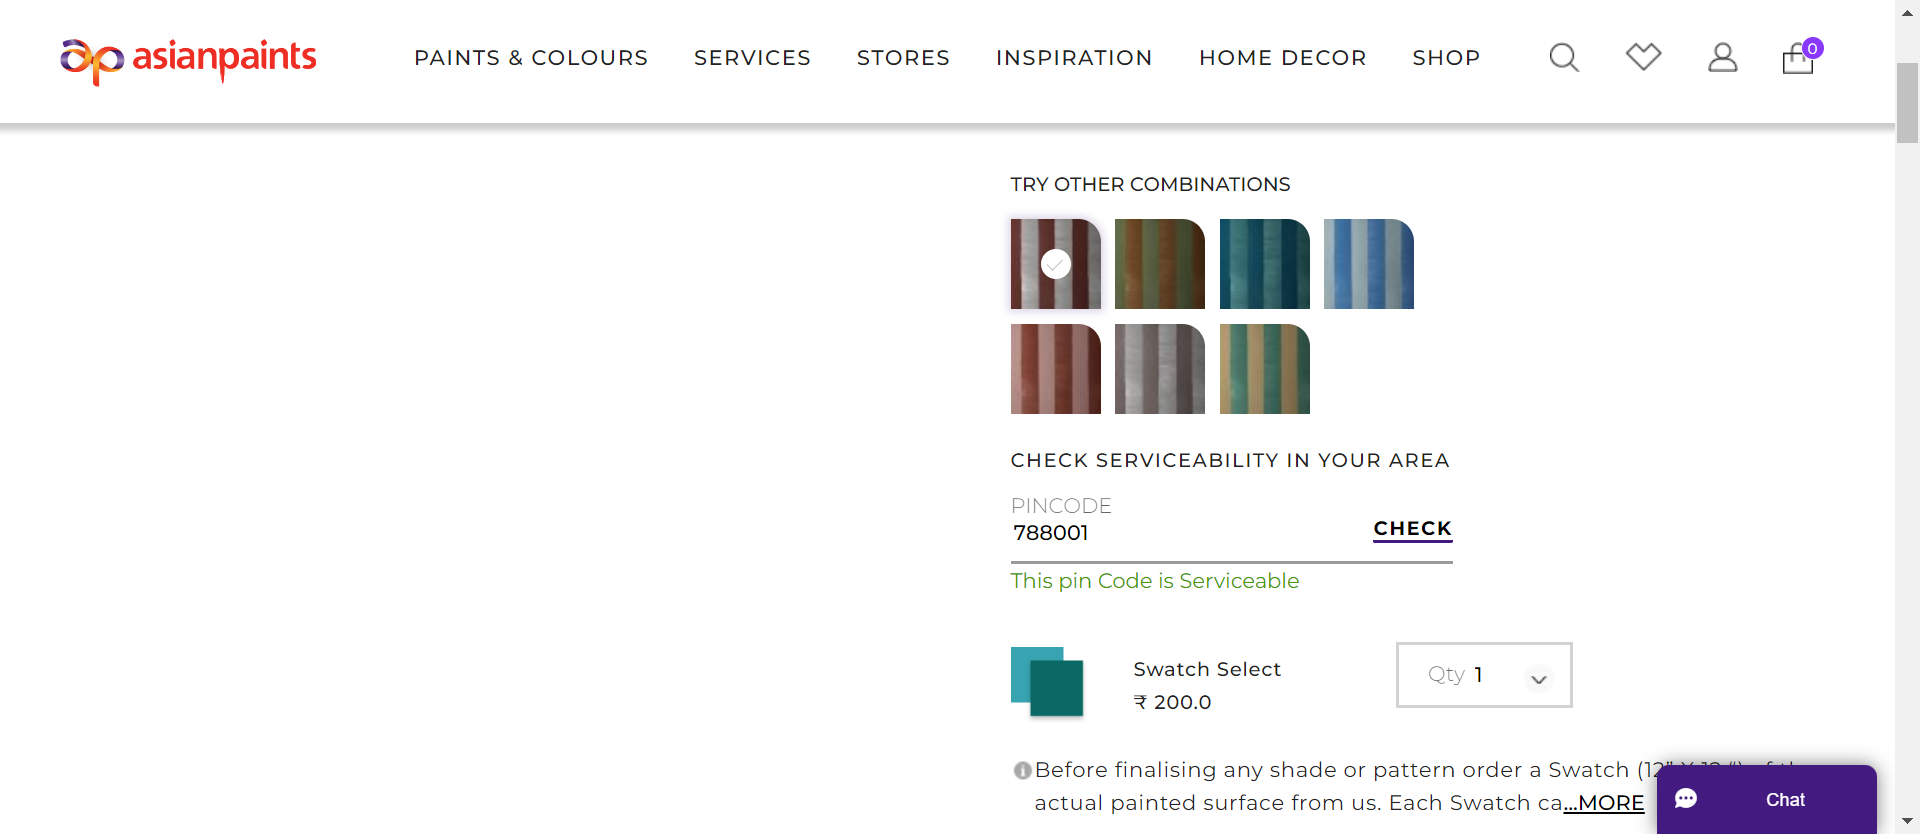 asianpaints
PAINTS & COLOURS SERVICES STORES INSPIRATION HOME DECOR SHOP
0
TRY OTHER COMBINATIONS
CHECK SERVICEABILITY IN YOUR AREA
PINCODE
788001
CHECK
This pin Code is Serviceable
Swatch Select
₹ 200.0
Qty 1
Before finalising any shade or pattern order a Swatch (12” X
actual painted surface from us. Each Swatch ca...MORE
Chat